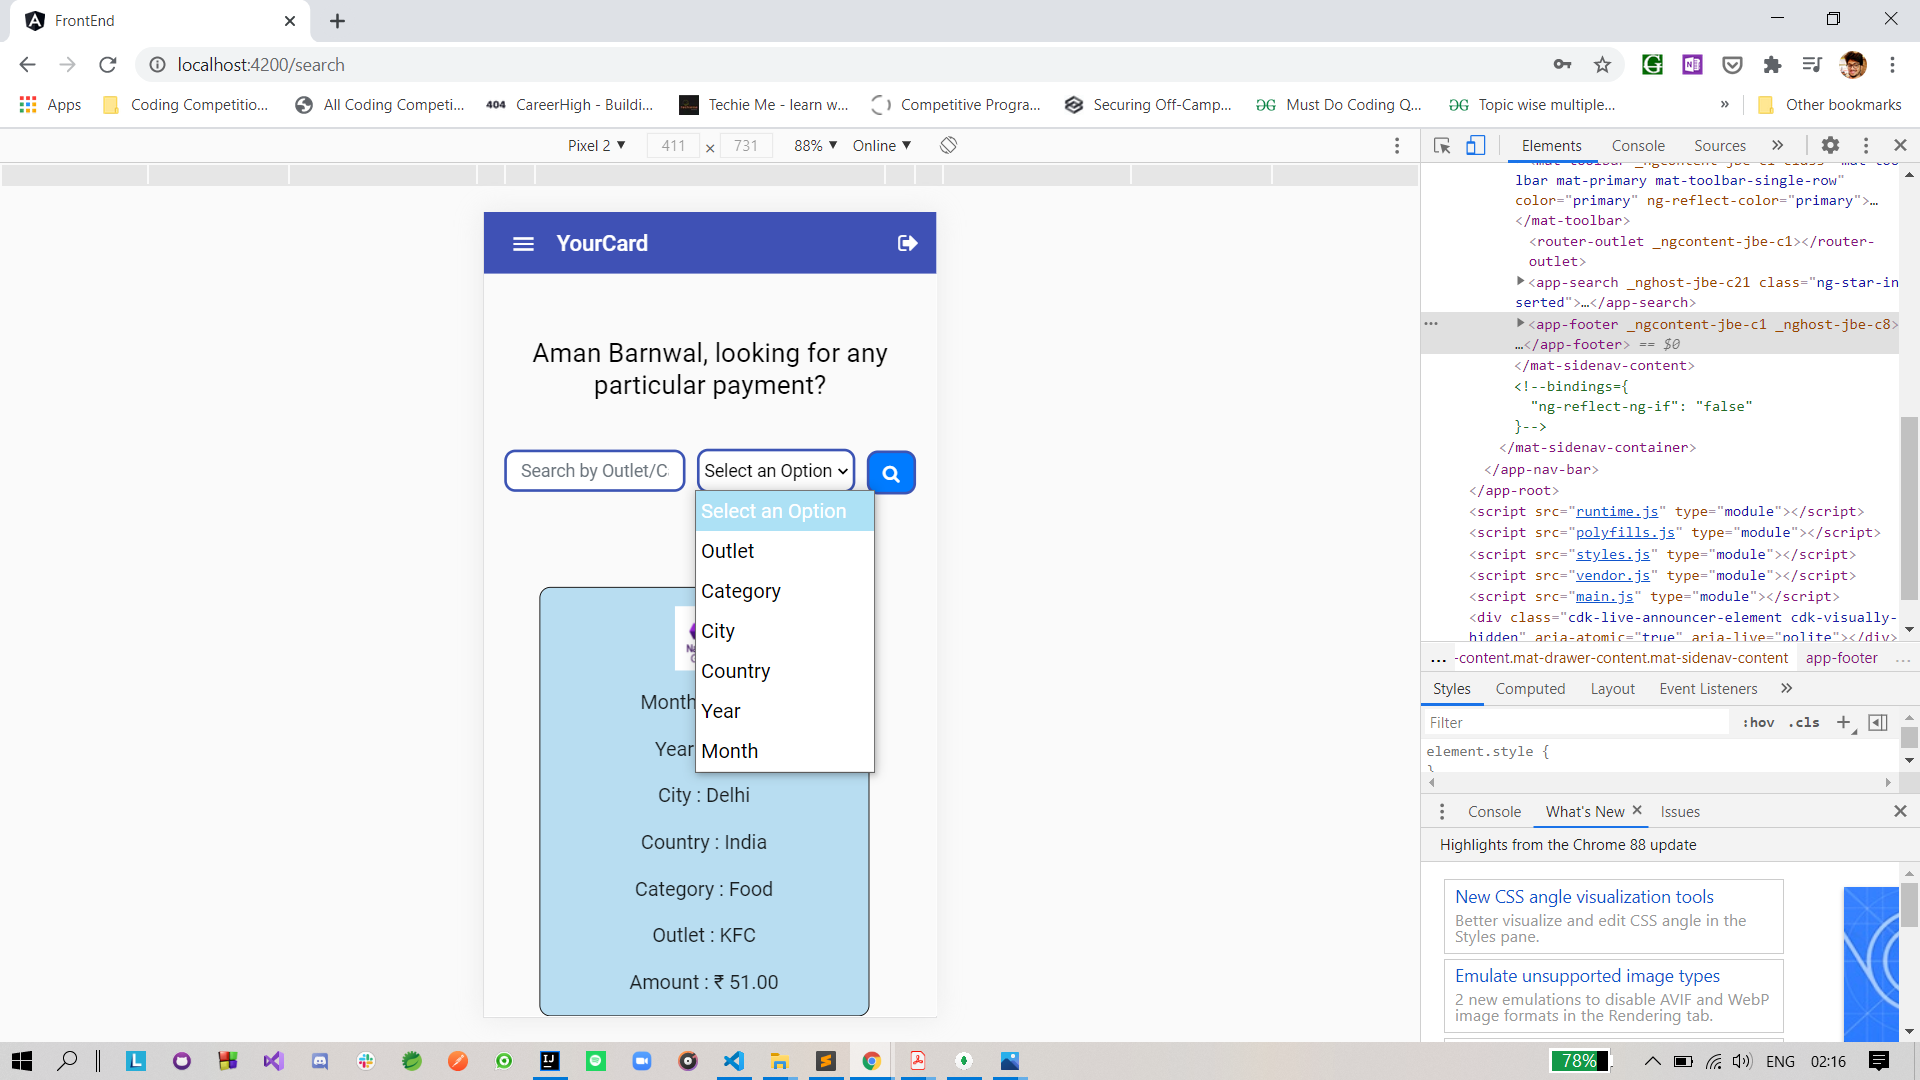 FrontEnd
localhost:4200/search
Apps
Coding Competitio...
All Coding Competi...
404
CareerHigh - Buildi...
Techie Me - learn w...
Competitive Progra...
Securing Off-Camp...
Must Do Coding Q...
Topic wise multiple...
»
Other bookmarks
Pixel 2
411
×
731
88%
Online
Elements
Console
Sources
»
lbar mat-primary mat-toolbar-single-row"
color="primary" ng-reflect-color="primary">…
</mat-toolbar>
<router-outlet _ngcontent-jbe-c1></router-
outlet>
<app-search _nghost-jbe-c21 class="ng-star-in
serted">…</app-search>
<app-footer _ngcontent-jbe-c1 _nghost-jbe-c8>
…</app-footer> == $0
</mat-sidenav-content>
<!--bindings={
"ng-reflect-ng-if": "false"
}-->
</mat-sidenav-container>
</app-nav-bar>
</app-root>
<script src="runtime.js" type="module"></script>
<script src="polyfills.js" type="module"></script>
<script src="styles.js" type="module"></script>
<script src="vendor.js" type="module"></script>
<script src="main.js" type="module"></script>
<div class="cdk-live-announcer-element cdk-visually-
hidden" aria-atomic="true" aria-live="polite"></div>
... -content.mat-drawer-content.mat-sidenav-content
app-footer
...
Styles
Computed
Layout
Event Listeners
»
Filter
:hov
.cls
element.style {
}
Console
What's New
Issues
Highlights from the Chrome 88 update
New CSS angle visualization tools
Better visualize and edit CSS angle in the
Styles pane.
Emulate unsupported image types
2 new emulations to disable AVIF and WebP
image formats in the Rendering tab.
YourCard
Aman Barnwal, looking for any
particular payment?
Search by Outlet/C
Select an Option
Select an Option
Outlet
Category
City
Country
Year
Month
Month
Year
City : Delhi
Country : India
Category : Food
Outlet : KFC
Amount : ₹ 51.00
78%
ENG
02:16